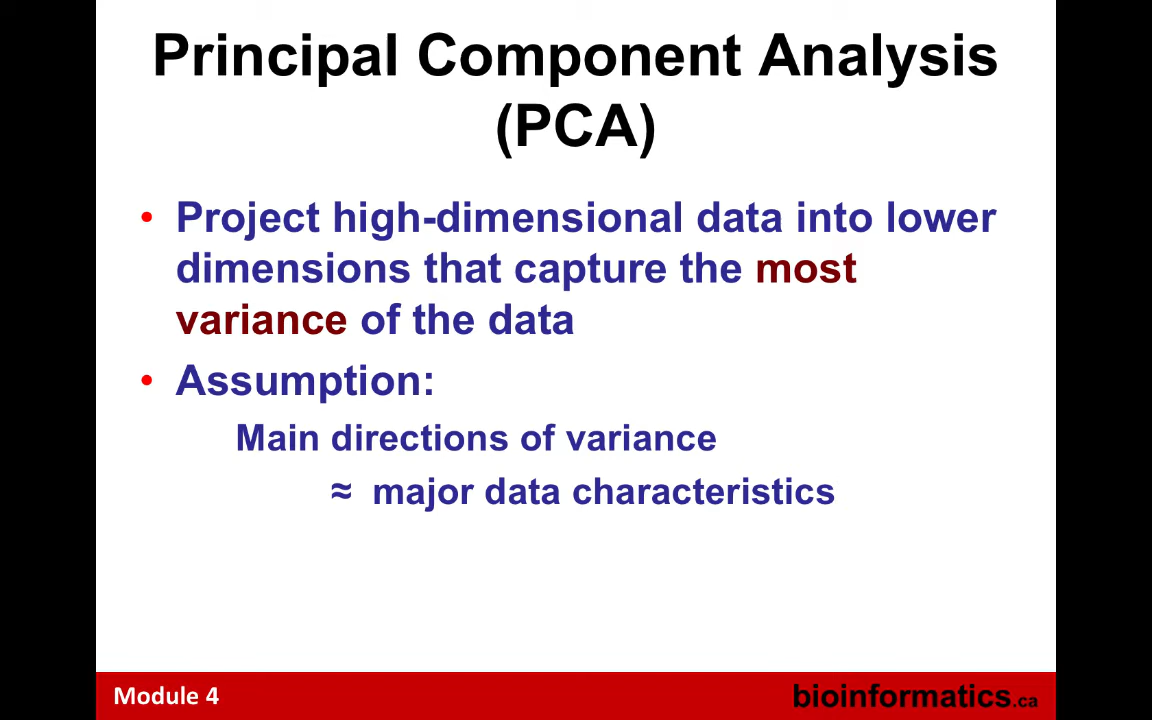 Principal Component Analysis
(PCA)
• Project high-dimensional data into lower
dimensions that capture the most
variance of the data
• Assumption:
Main directions of variance
≈ major data characteristics
Module 4
bioinformatics.ca